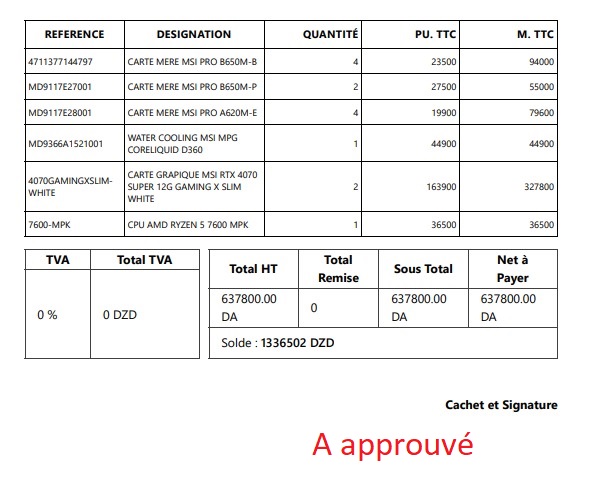 REFERENCE DESIGNATION QUANTITÉ PU. TTC M. TTC
4711377144797 CARTE MERE MSI PRO B650M-B 4 23500 94000
MD9117E27001 CARTE MERE MSI PRO B650M-P 2 27500 55000
MD9117E28001 CARTE MERE MSI PRO A620M-E 4 19900 79600
MD9366A1521001 WATER COOLING MSI MPG CORELIQUID D360 1 44900 44900
4070GAMINGXSLIM-WHITE CARTE GRAPIQUE MSI RTX 4070 SUPER 12G GAMING X SLIM WHITE 2 163900 327800
7600-MPK CPU AMD RYZEN 5 7600 MPK 1 36500 36500
TVA Total TVA
0 % 0 DZD
Total HT Total Remise Sous Total Net à Payer
637800.00 DA 0 637800.00 DA 637800.00 DA
Solde : 1336502 DZD
Cachet et Signature
A approuvé